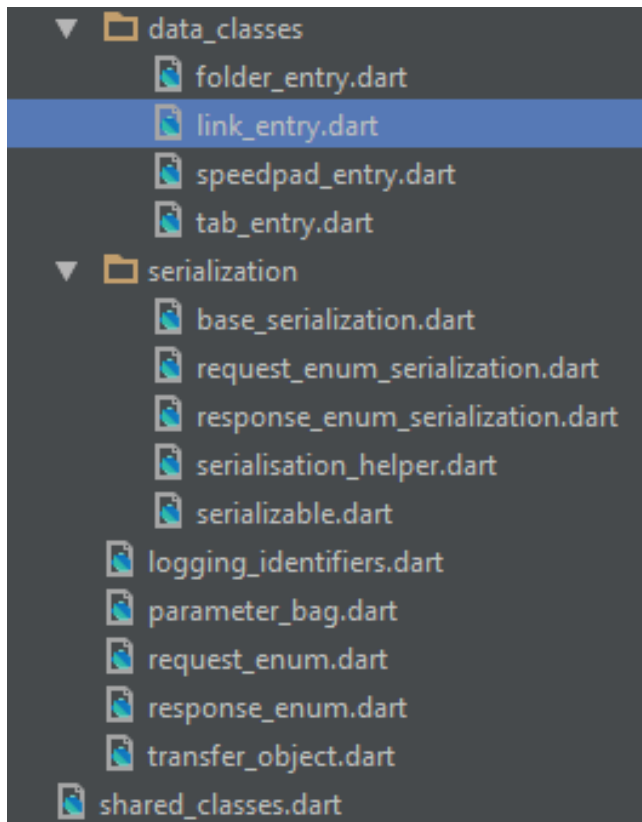 data_classes
folder_entry.dart
link_entry.dart
speedpad_entry.dart
tab_entry.dart
serialization
base_serialization.dart
request_enum_serialization.dart
response_enum_serialization.dart
serialisation_helper.dart
serializable.dart
logging_identifiers.dart
parameter_bag.dart
request_enum.dart
response_enum.dart
transfer_object.dart
shared_classes.dart